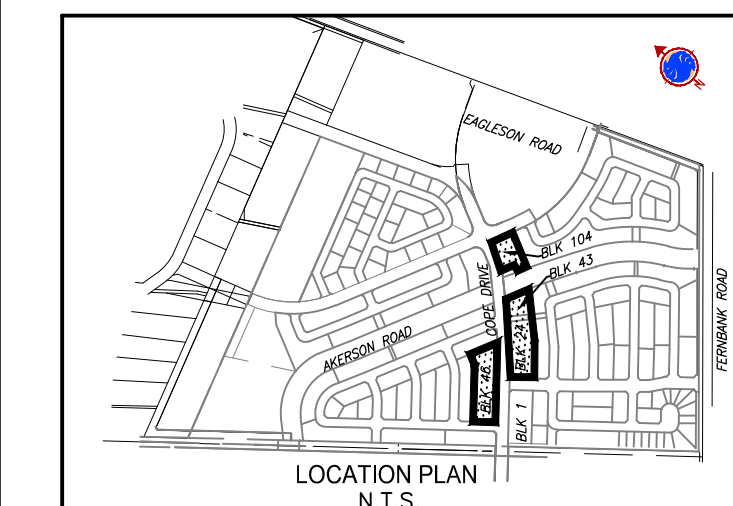 N
EAGLESON ROAD
BLK 104
BLK 43
COPE DRIVE
FERNBANK ROAD
AKERSON ROAD
BLK 24
BLK 46
BLK 1
LOCATION PLAN
N.T.S